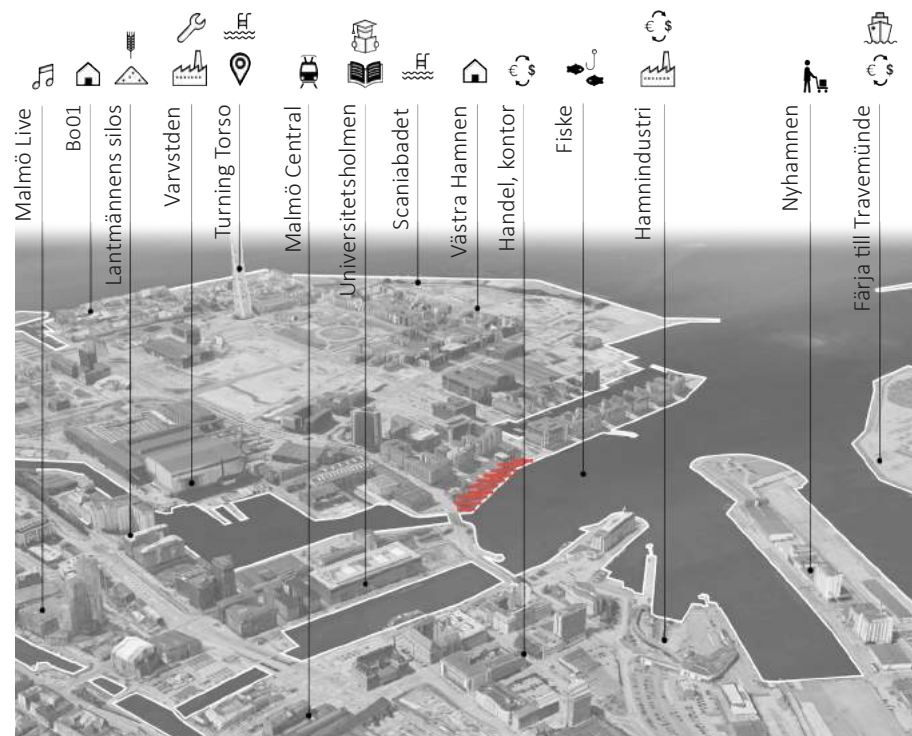 Malmö Live
Bo01
Lantmännens silos
Varvstden
Turning Torso
Malmö Central
Universitetsholmen
Scaniabadet
Västra Hamnen
Handel, kontor
Fiske
Hamnindustri
Nyhamnen
Färja till Travemünde
€ $
€ $
€ $